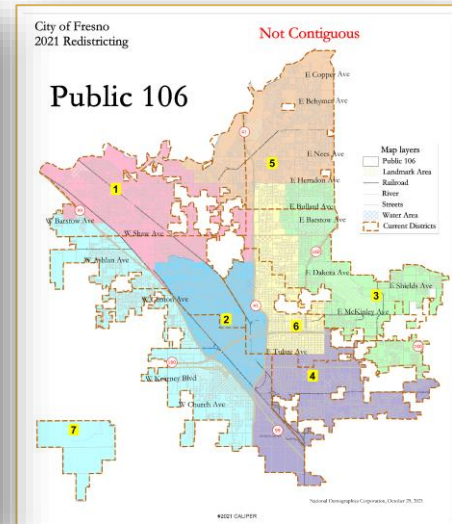 City of Fresno
2021 Redistricting
Not Contiguous
Public 106
E Copper Ave
E Behymer Ave
41
E Nees Ave
5
E Herndon Ave
Map layers
Public 106
Landmark Area
Railroad
River
Streets
Water Area
Current Districts
1
E Bullard Ave
W Barstow Ave
E Barstow Ave
W Shaw Ave
W Ashlan Ave
E Dakota Ave
E Shields Ave
W Clinton Ave
3
E McKinley Ave
2
6
E Tulare Ave
4
W Kearney Blvd
W Church Ave
7
National Demographics Corporation, October 29, 2021
©2021 CALIPER